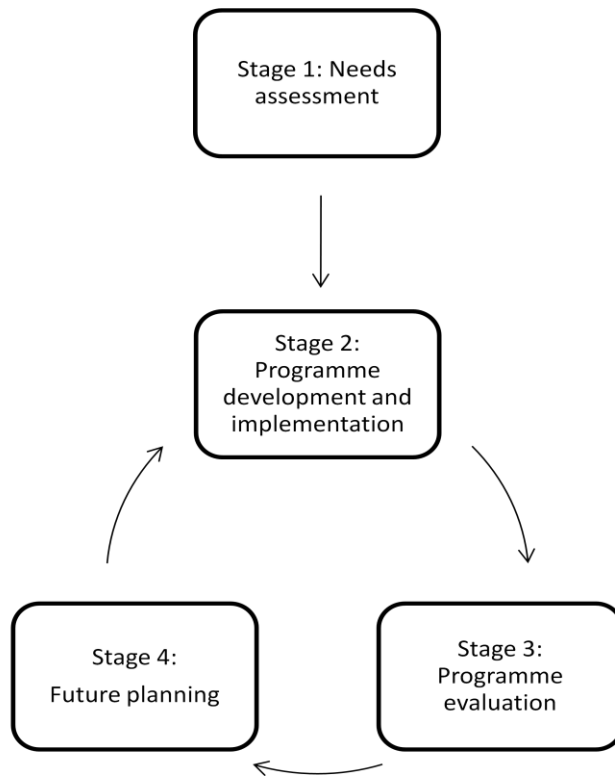 Stage 1: Needs
assessment
Stage 2:
Programme
development and
implementation
Stage 4:
Future planning
Stage 3:
Programme
evaluation